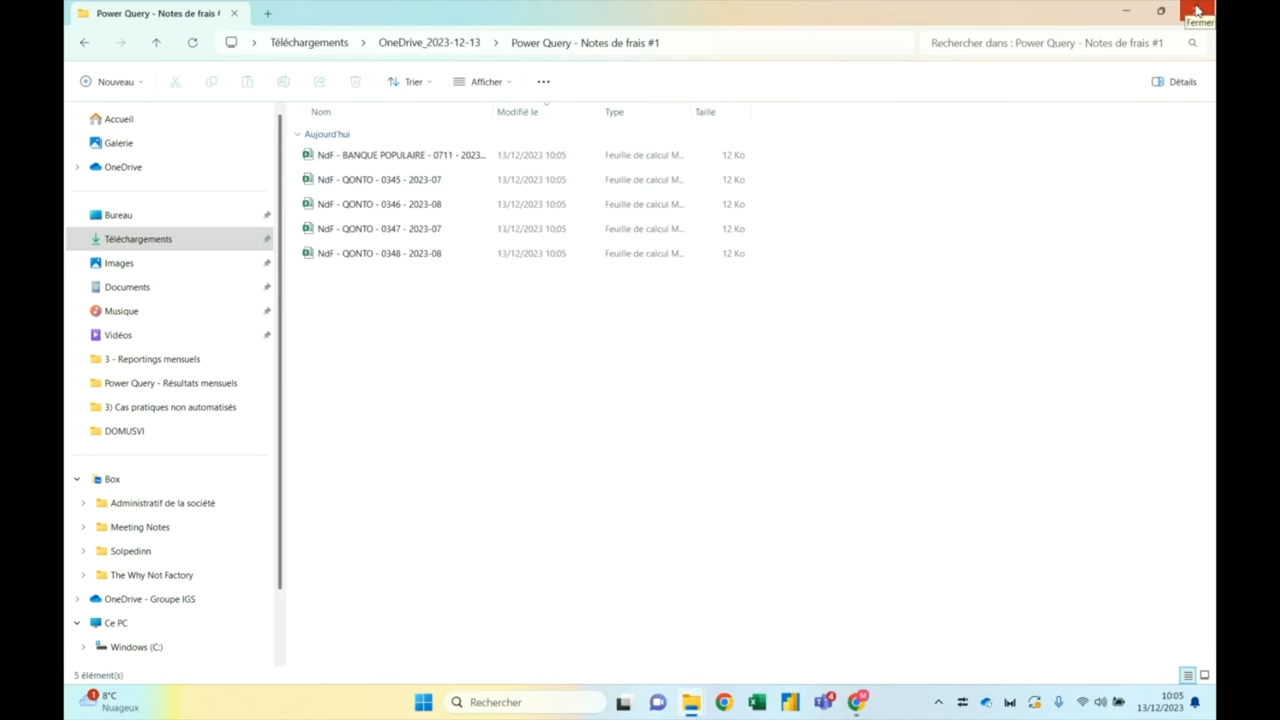 Power Query - Notes de frais #
Fermer
Téléchargements > OneDrive_2023-12-13 > Power Query - Notes de frais #1
Rechercher dans : Power Query - Notes de frais #1
Nouveau
Trier
Afficher
Détails
Nom Modifié le Type Taille
Aujourd'hui
NdF - BANQUE POPULAIRE - 0711 - 2023... 13/12/2023 10:05 Feuille de calcul M... 12 Ko
NdF - QONTO - 0345 - 2023-07 13/12/2023 10:05 Feuille de calcul M... 12 Ko
NdF - QONTO - 0346 - 2023-08 13/12/2023 10:05 Feuille de calcul M... 12 Ko
NdF - QONTO - 0347 - 2023-07 13/12/2023 10:05 Feuille de calcul M... 12 Ko
NdF - QONTO - 0348 - 2023-08 13/12/2023 10:05 Feuille de calcul M... 12 Ko
Accueil
Galerie
OneDrive
Bureau
Téléchargements
Images
Documents
Musique
Vidéos
3 - Reportings mensuels
Power Query - Résultats mensuels
3) Cas pratiques non automatisés
DOMUSVI
Box
Administratif de la société
Meeting Notes
Solpedinn
The Why Not Factory
OneDrive - Groupe IGS
Ce PC
Windows (C:)
5 élément(s)
1
8°C
Nuageux
Rechercher
4
M
10:05
13/12/2023